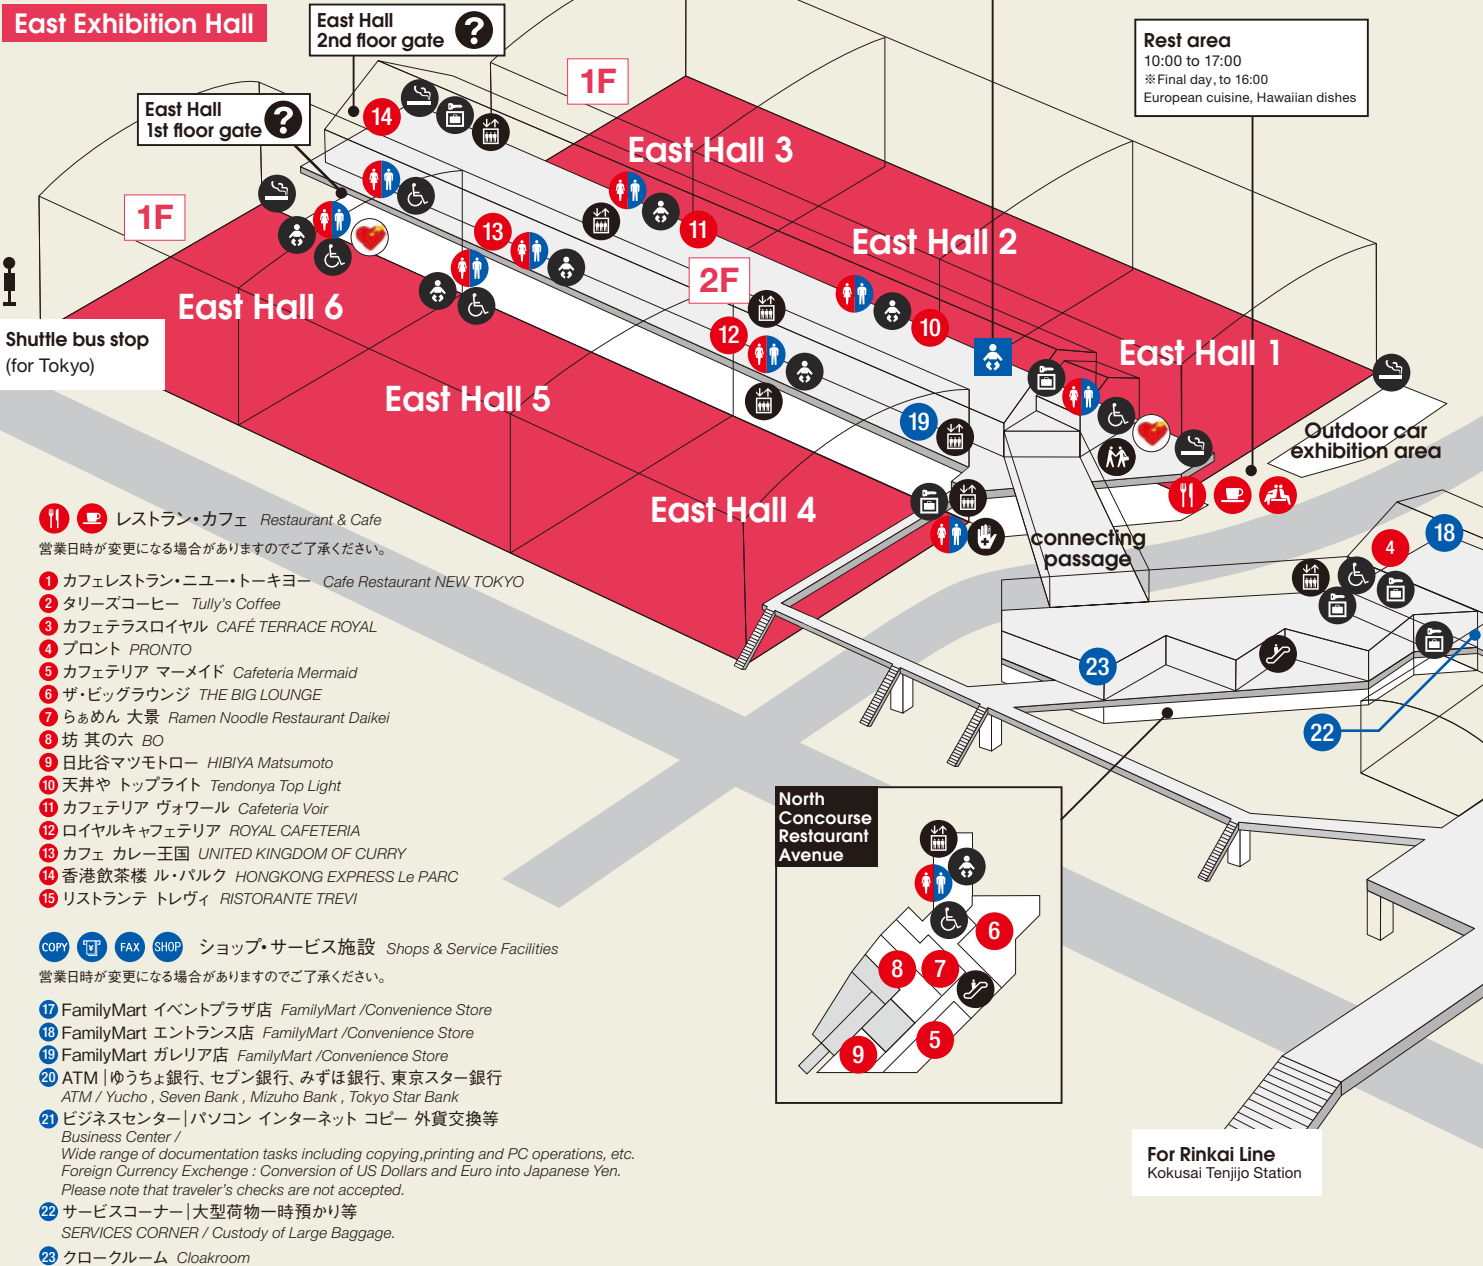 East Exhibition Hall
East Hall
2nd floor gate
?
East Hall
1st floor gate
?
Rest area
10:00 to 17:00
※Final day, to 16:00
European cuisine, Hawaiian dishes
1F
14
East Hall 3
1F
13
11
East Hall 2
2F
East Hall 6
12
10
East Hall 1
Shuttle bus stop
(for Tokyo)
East Hall 5
19
Outdoor car
exhibition area
East Hall 4
connecting
passage
4
18
23
22
レストラン・カフェ Restaurant & Cafe
営業日時が変更になる場合がありますのでご了承ください。
1 カフェレストラン・ニユー・トーキヨー Cafe Restaurant NEW TOKYO
2 タリーズコーヒー Tully's Coffee
3 カフェテラスロイヤル CAFÉ TERRACE ROYAL
4 プロント PRONTO
5 カフェテリア マーメイド Cafeteria Mermaid
6 ザ・ビッグラウンジ THE BIG LOUNGE
7 らぁめん 大景 Ramen Noodle Restaurant Daikei
8 坊 其の六 BO
9 日比谷マツモトロー HIBIYA Matsumoto
10 天丼や トップライト Tendonya Top Light
11 カフェテリア ヴォワール Cafeteria Voir
12 ロイヤルキャフェテリア ROYAL CAFETERIA
13 カフェ カレー王国 UNITED KINGDOM OF CURRY
14 香港飲茶楼 ル・パルク HONGKONG EXPRESS Le PARC
15 リストランテ トレヴィ RISTORANTE TREVI
COPY ¥ FAX SHOP ショップ・サービス施設 Shops & Service Facilities
営業日時が変更になる場合がありますのでご了承ください。
17 FamilyMart イベントプラザ店 FamilyMart /Convenience Store
18 FamilyMart エントランス店 FamilyMart /Convenience Store
19 FamilyMart ガレリア店 FamilyMart /Convenience Store
20 ATM｜ゆうちょ銀行、セブン銀行、みずほ銀行、東京スター銀行
ATM / Yucho , Seven Bank , Mizuho Bank , Tokyo Star Bank
21 ビジネスセンター｜パソコン インターネット コピー 外貨交換等
Business Center /
Wide range of documentation tasks including copying,printing and PC operations, etc.
Foreign Currency Exchenge : Conversion of US Dollars and Euro into Japanese Yen.
Please note that traveler's checks are not accepted.
22 サービスコーナー｜大型荷物一時預かり等
SERVICES CORNER / Custody of Large Baggage.
23 クロークルーム Cloakroom
North
Concourse
Restaurant
Avenue
6
8
7
5
9
For Rinkai Line
Kokusai Tenjijo Station